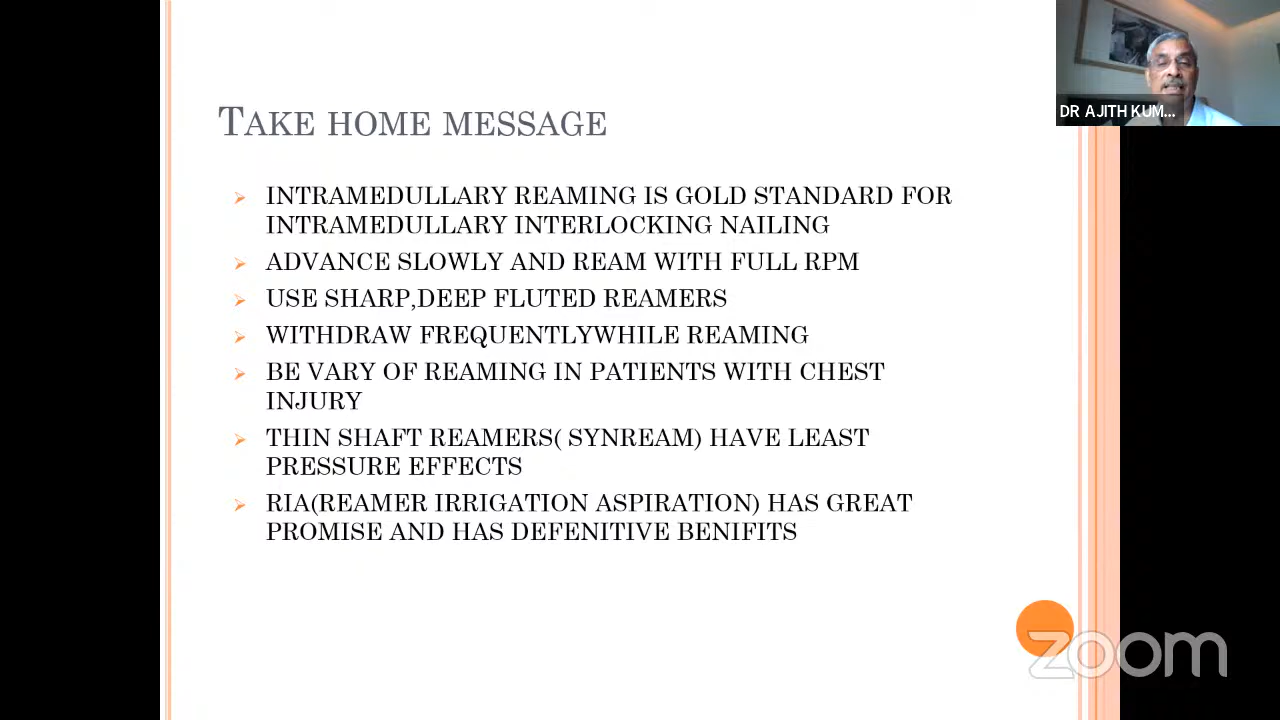 DR AJITH KUM...
TAKE HOME MESSAGE
INTRAMEDULLARY REAMING IS GOLD STANDARD FOR
INTRAMEDULLARY INTERLOCKING NAILING
ADVANCE SLOWLY AND REAM WITH FULL RPM
USE SHARP,DEEP FLUTED REAMERS
WITHDRAW FREQUENTLYWHILE REAMING
BE VARY OF REAMING IN PATIENTS WITH CHEST
INJURY
THIN SHAFT REAMERS( SYNREAM) HAVE LEAST
PRESSURE EFFECTS
RIA(REAMER IRRIGATION ASPIRATION) HAS GREAT
PROMISE AND HAS DEFENITIVE BENIFITS
zoom